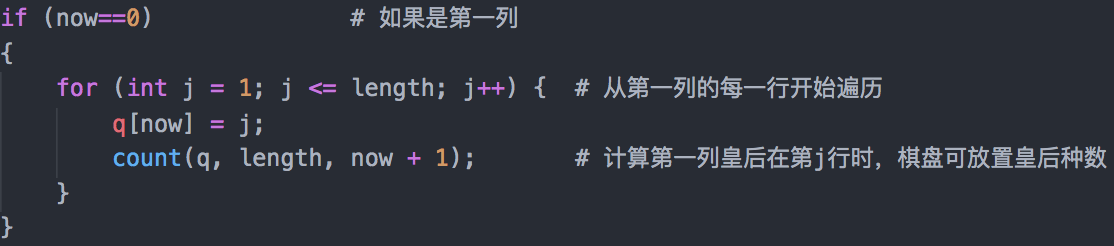 if (now==0)              # 如果是第一列
{
    for (int j = 1; j <= length; j++) {  # 从第一列的每一行开始遍历
        q[now] = j;
        count(q, length, now + 1);       # 计算第一列皇后在第j行时，棋盘可放置皇后种数
    }
}